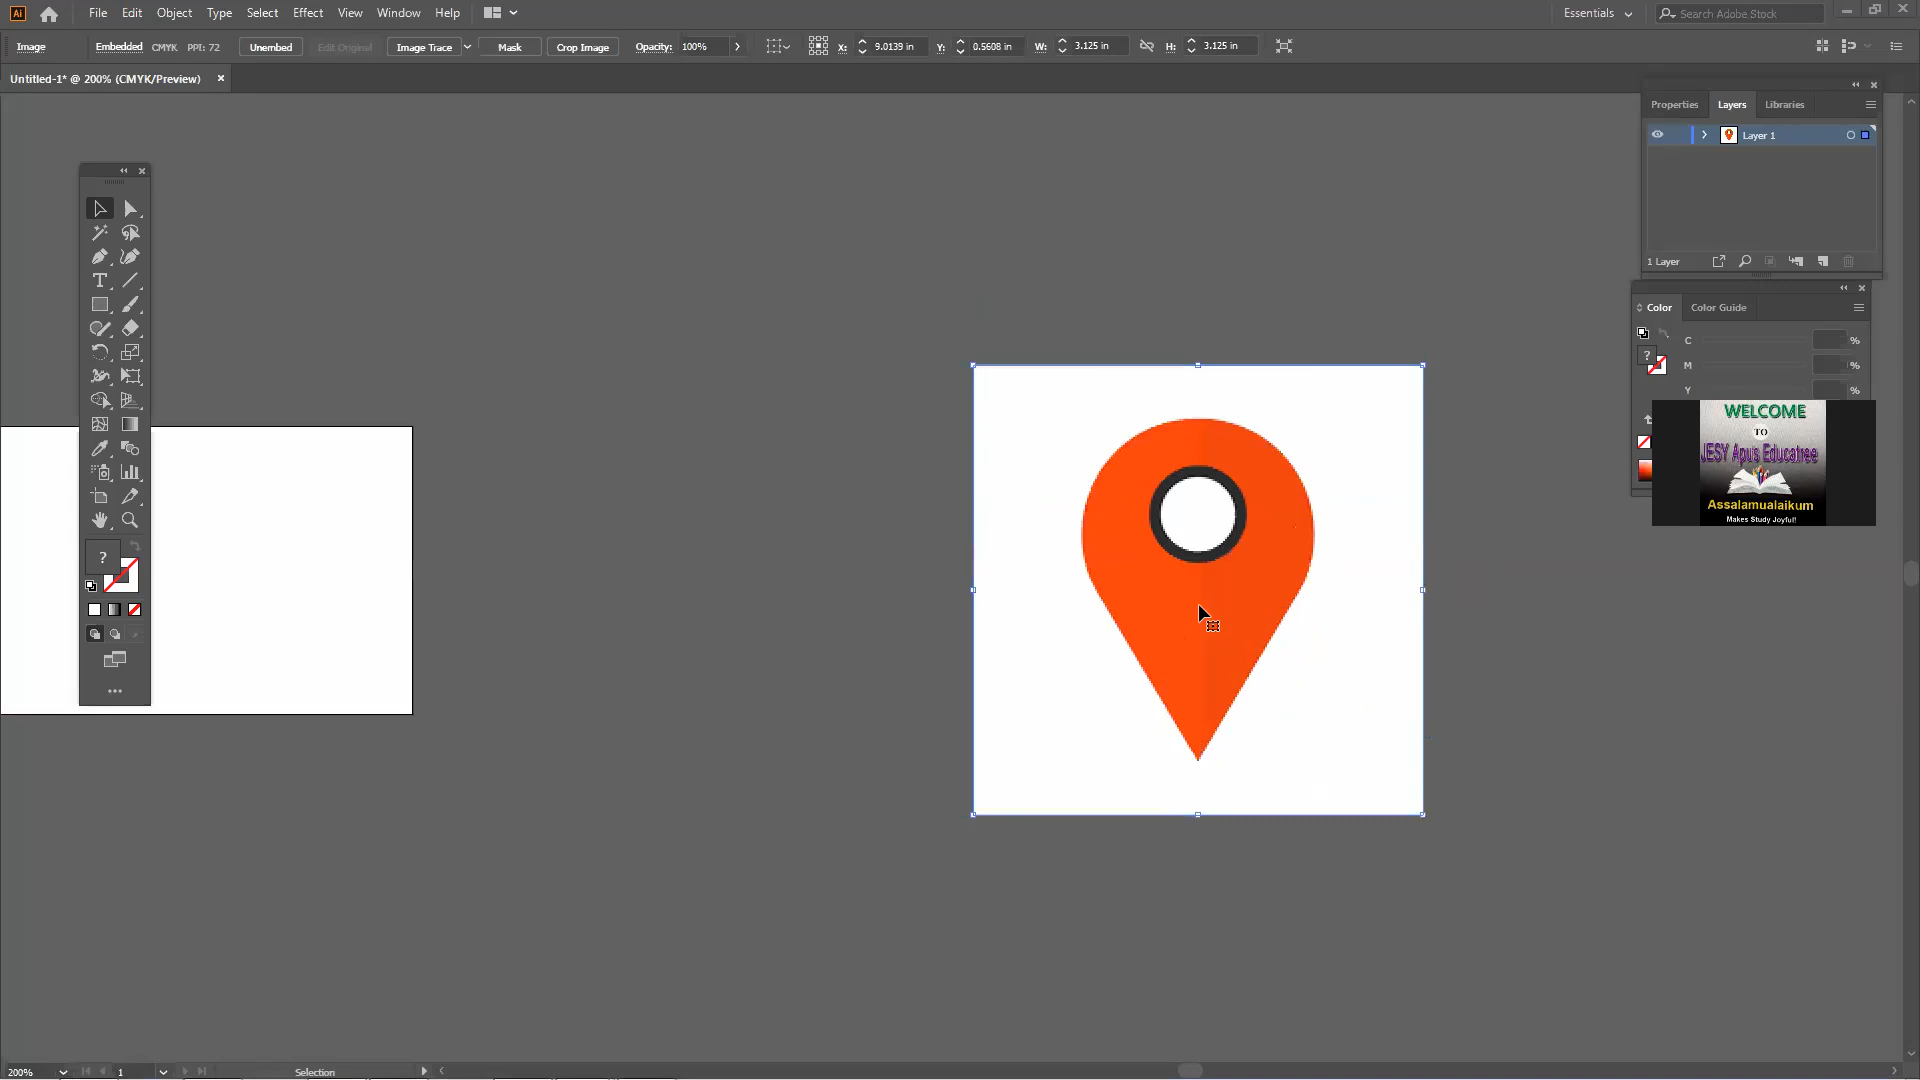 Ai File Edit Object Type Select Effect View Window Help Essentials Search Adobe Stock
Image Embedded CMYK PPI: 72 Unembed Edit Original Image Trace Mask Crop Image Opacity: 100% X: 9.0139 in Y: 0.5608 in W: 3.125 in H: 3.125 in
Untitled-1* @ 200% (CMYK/Preview)
Properties Layers Libraries
Layer 1
1 Layer
Color Color Guide
C %
? M %
Y %
WELCOME
TO
JESY Apu's Educatree
Assalamualaikum
Makes Study Joyful!
T
?
200% 1 Selection